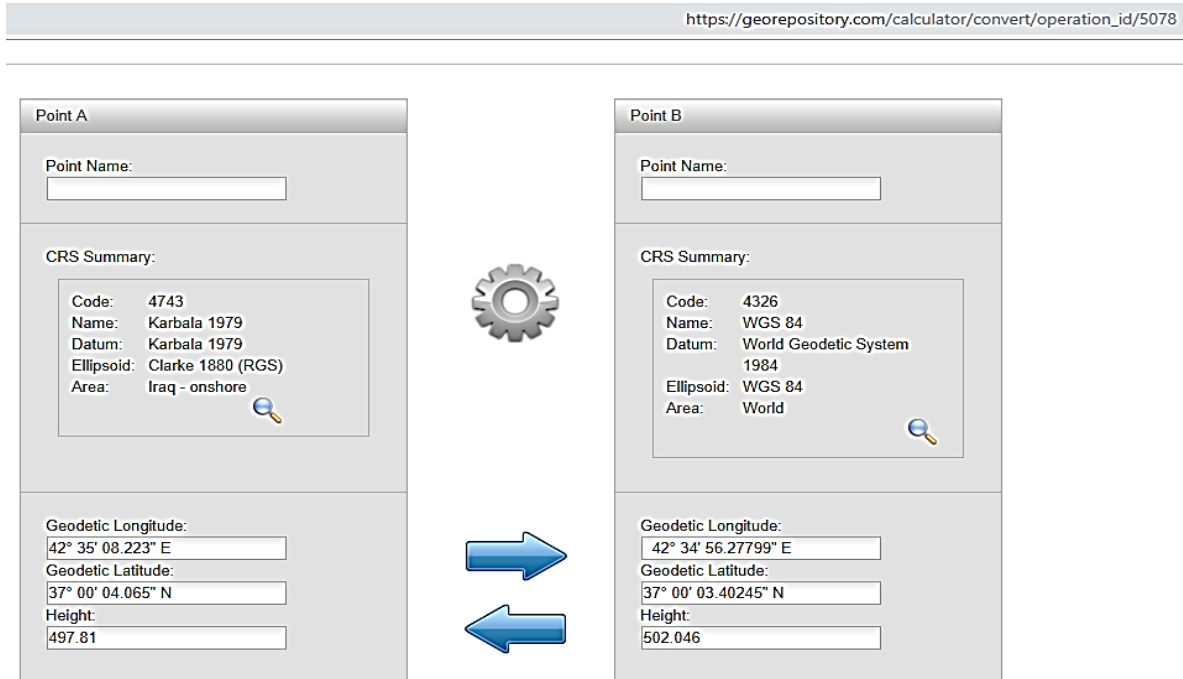 https://georepository.com/calculator/convert/operation_id/5078
Point A
Point Name:
CRS Summary:
Code: 4743
Name: Karbala 1979
Datum: Karbala 1979
Ellipsoid: Clarke 1880 (RGS)
Area: Iraq - onshore
Geodetic Longitude:
42° 35' 08.223" E
Geodetic Latitude:
37° 00' 04.065" N
Height:
497.81
Point B
Point Name:
CRS Summary:
Code: 4326
Name: WGS 84
Datum: World Geodetic System
1984
Ellipsoid: WGS 84
Area: World
Geodetic Longitude:
42° 34' 56.27799" E
Geodetic Latitude:
37° 00' 03.40245" N
Height:
502.046